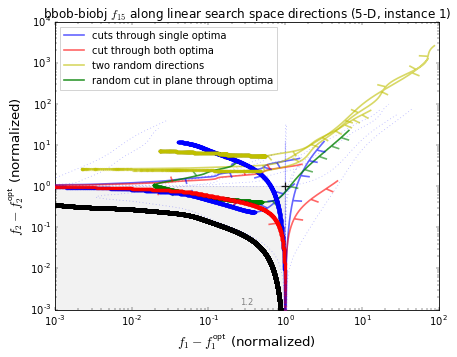 bbob-biobj f₁₅ along linear search space directions (5-D, instance 1)
cuts through single optima
cut through both optima
two random directions
random cut in plane through optima
10⁴
10³
10²
10¹
10⁰
10⁻¹
10⁻²
10⁻³
f₂ − f₂ᵒᵖᵗ (normalized)
1.2
10⁻³ 10⁻² 10⁻¹ 10⁰ 10¹ 10²
f₁ − f₁ᵒᵖᵗ (normalized)